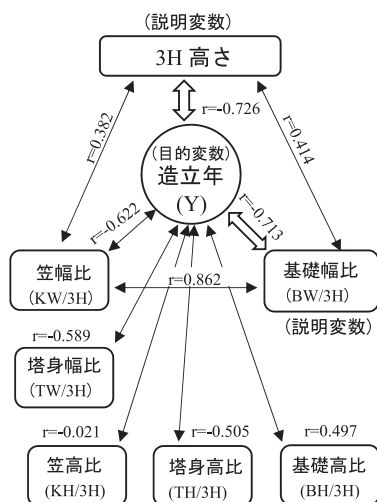 (説明変数)
3H 高さ
r=-0.726
r=0.382
r=0.414
(目的変数)
造立年
(Y)
r=-0.622
r=-0.713
笠幅比
(KW/3H)
r=0.862
基礎幅比
(BW/3H)
(説明変数)
r=-0.589
塔身幅比
(TW/3H)
r=-0.021
r=-0.505
r=0.497
笠高比
(KH/3H)
塔身高比
(TH/3H)
基礎高比
(BH/3H)